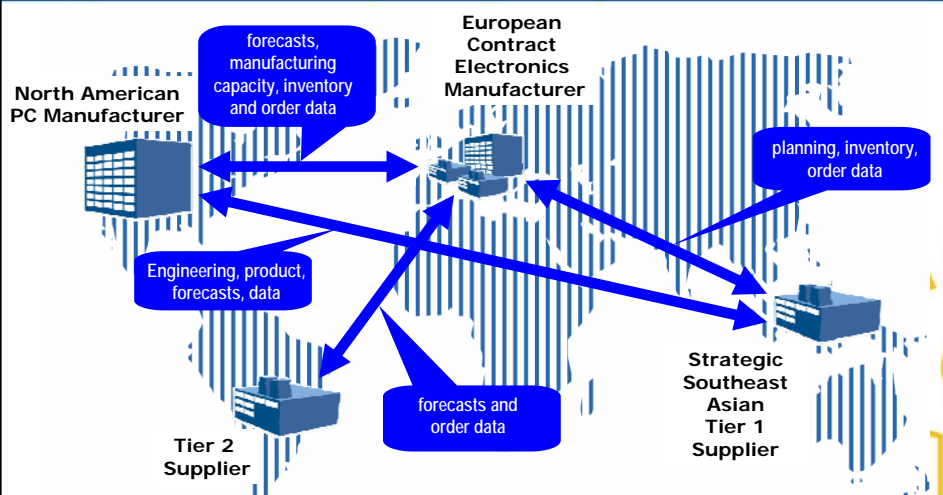 European
Contract
Electronics
Manufacturer
forecasts,
manufacturing
capacity, inventory
and order data
North American
PC Manufacturer
planning, inventory,
order data
Engineering, product,
forecasts, data
forecasts and
order data
Tier 2
Supplier
Strategic
Southeast
Asian
Tier 1
Supplier